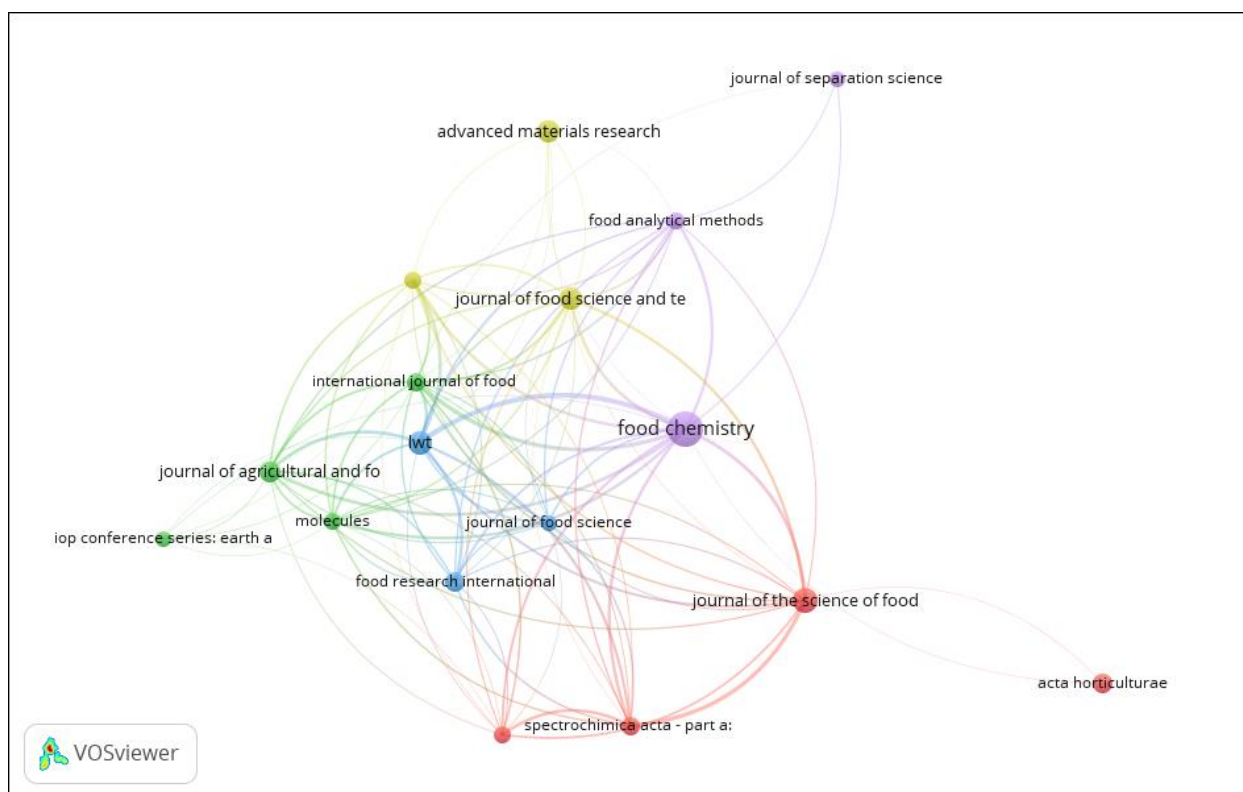 journal of separation science
advanced materials research
food analytical methods
journal of food science and te
international journal of food
food chemistry
lwt
journal of agricultural and fo
molecules
journal of food science
iop conference series: earth a
food research international
journal of the science of food
acta horticulturae
spectrochimica acta - part a:
VOSviewer